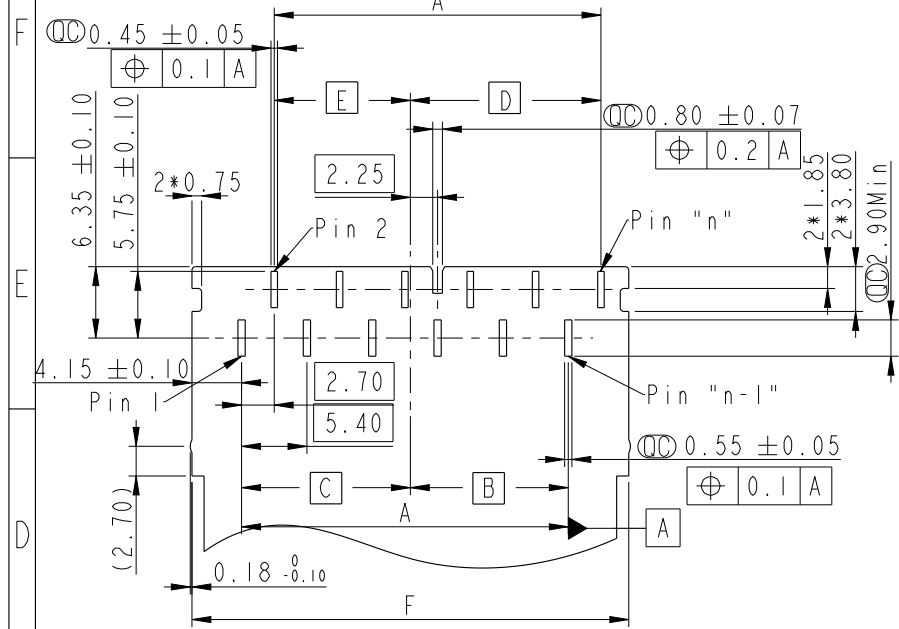 A
F
QC 0.45 ±0.05
⌖ 0.1 A
E
D
QC 0.80 ±0.07
⌖ 0.2 A
6.35 ±0.10
5.75 ±0.10
2*0.75
2.25
2*1.85
2*3.80
QC 2.90Min
Pin 2
Pin "n"
E
4.15 ±0.10
Pin 1
2.70
5.40
Pin "n-1"
QC 0.55 ±0.05
⌖ 0.1 A
C
B
A
A
D
(2.70)
0.18 0 -0.10
F